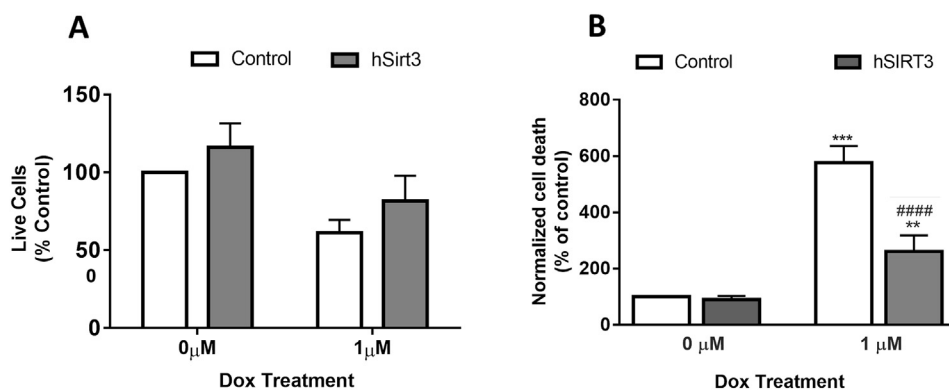 A
Control
hSirt3
Live Cells
(% Control)
150
100
50
0
0
0µM
1µM
Dox Treatment
B
Control
hSIRT3
Normalized cell death
(% of control)
800
600
400
200
0
***
####
**
0 µM
1 µM
Dox Treatment